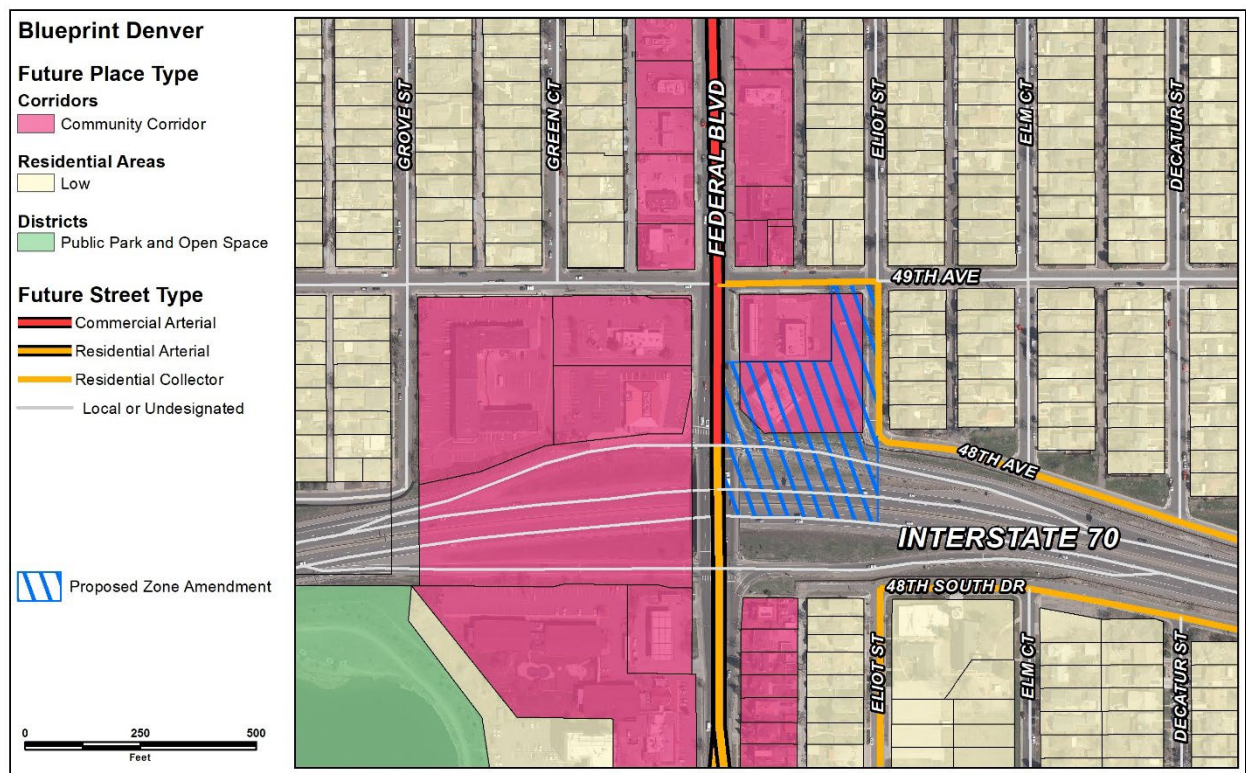 Blueprint Denver
Future Place Type
Corridors
Community Corridor
Residential Areas
Low
Districts
Public Park and Open Space
Future Street Type
Commercial Arterial
Residential Arterial
Residential Collector
Local or Undesignated
Proposed Zone Amendment
0 250 500
Feet
GROVE ST
GREEN CT
FEDERAL BLVD
ELIOT ST
ELM CT
DECATUR ST
49TH AVE
48TH AVE
INTERSTATE 70
48TH SOUTH DR
ELIOT ST
ELM CT
DECATUR ST